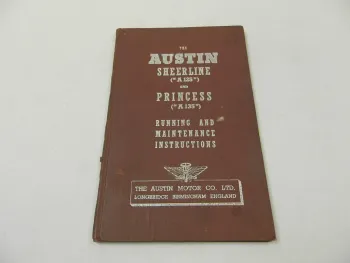 THE
AUSTIN
SHEERLINE
("A 125")
AND
PRINCESS
("A 135")
RUNNING AND
MAINTENANCE
INSTRUCTIONS
THE AUSTIN MOTOR CO. LTD.
LONGBRIDGE BIRMINGHAM ENGLAND